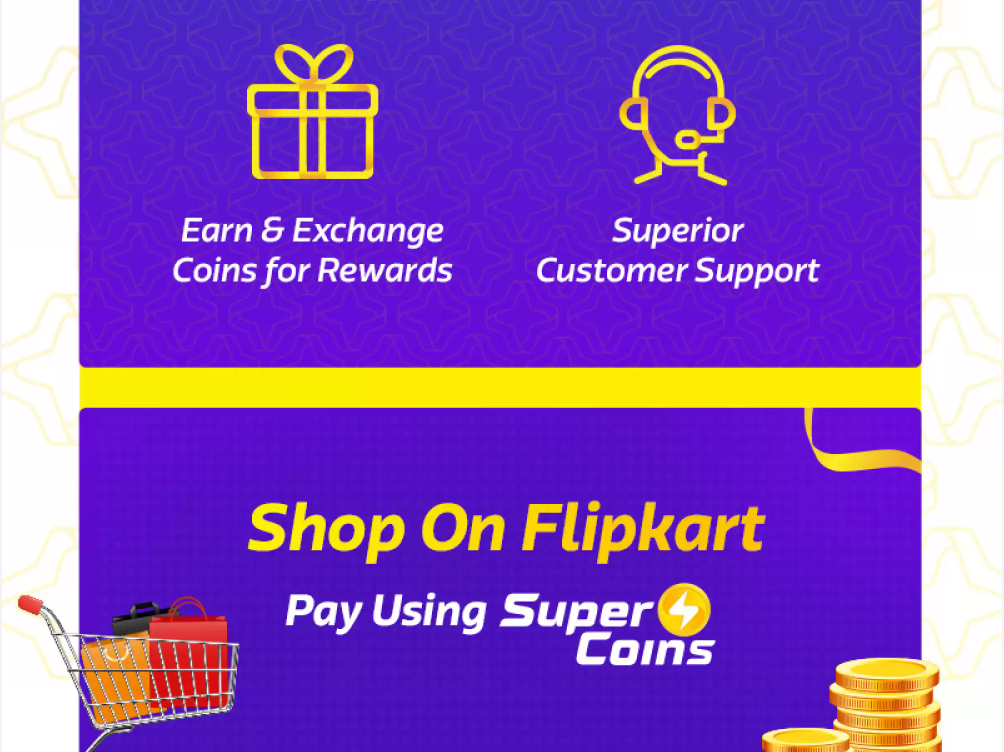 Earn & Exchange
Coins for Rewards
Superior
Customer Support
Shop On Flipkart
Pay Using Super
Coins